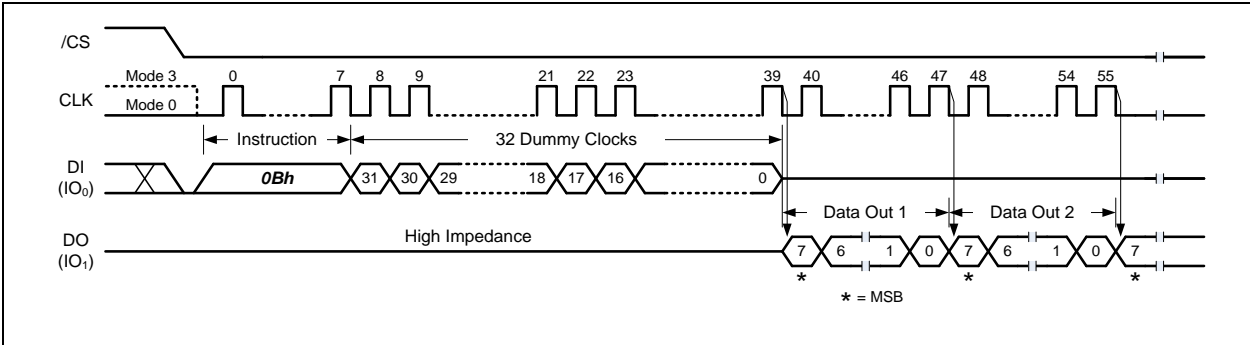 /CS
Mode 3 0 7 8 9 21 22 23 39 40 46 47 48 54 55
CLK
Mode 0
Instruction 32 Dummy Clocks
DI
(IO₀)
0Bh 31 30 29 18 17 16 0
Data Out 1 Data Out 2
High Impedance
DO
(IO₁)
7 6 1 0 7 6 1 0 7
* * *
* = MSB